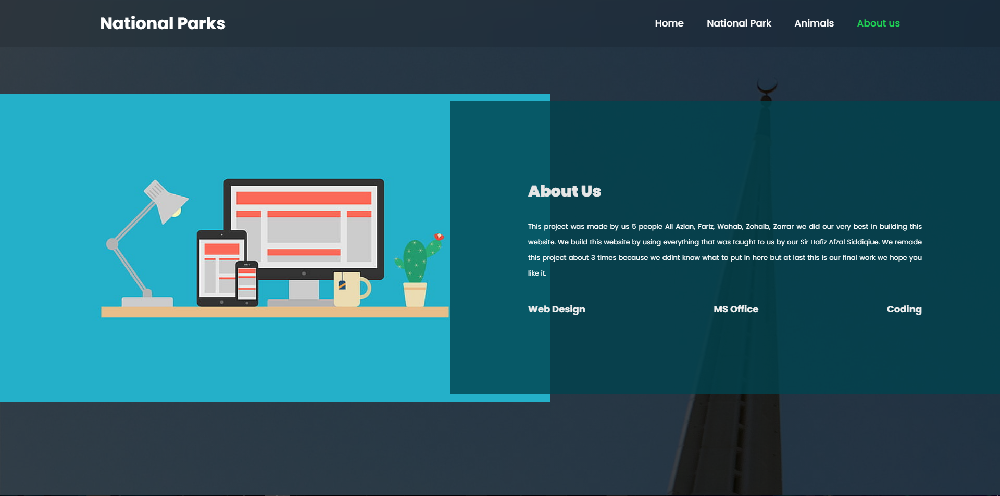 National Parks
Home
National Park
Animals
About us
About Us
This project was made by us 5 people Ali Azlan, Fariz, Wahab, Zohaib, Zarrar we did our very best in building this
website. We build this website by using everything that was taught to us by our Sir Hafiz Afzal Siddiqiue. We remade
this project about 3 times because we ddint know what to put in here but at last this is our final work we hope you
like it.
Web Design
MS Office
Coding